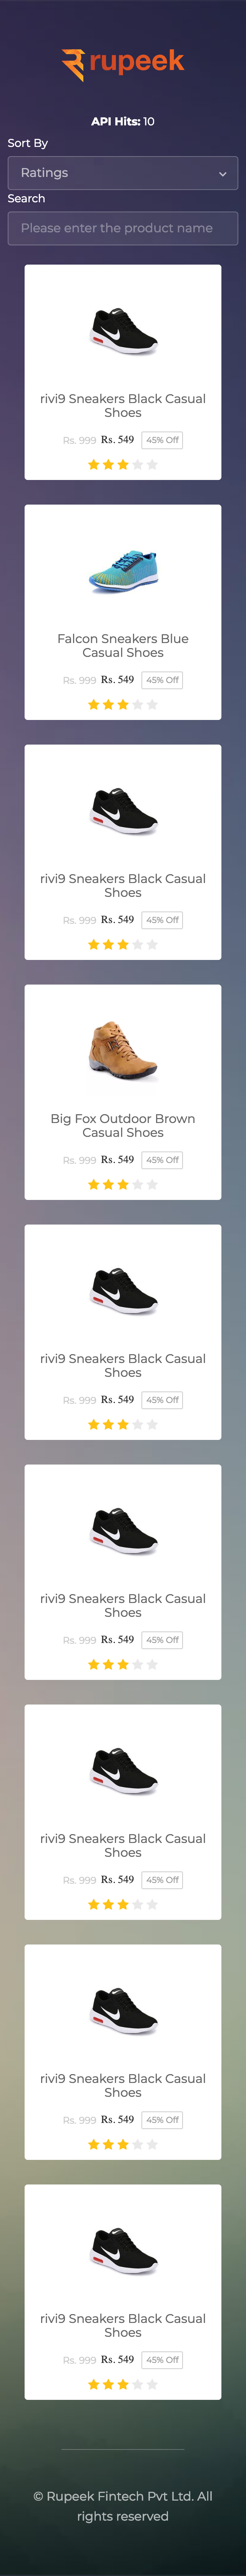 rupeek
API Hits: 10
Sort By
Ratings
Search
Please enter the product name
rivi9 Sneakers Black Casual
Shoes
Rs. 999 Rs. 549 45% Off
Falcon Sneakers Blue
Casual Shoes
Rs. 999 Rs. 549 45% Off
rivi9 Sneakers Black Casual
Shoes
Rs. 999 Rs. 549 45% Off
Big Fox Outdoor Brown
Casual Shoes
Rs. 999 Rs. 549 45% Off
rivi9 Sneakers Black Casual
Shoes
Rs. 999 Rs. 549 45% Off
rivi9 Sneakers Black Casual
Shoes
Rs. 999 Rs. 549 45% Off
rivi9 Sneakers Black Casual
Shoes
Rs. 999 Rs. 549 45% Off
rivi9 Sneakers Black Casual
Shoes
Rs. 999 Rs. 549 45% Off
rivi9 Sneakers Black Casual
Shoes
Rs. 999 Rs. 549 45% Off
© Rupeek Fintech Pvt Ltd. All
rights reserved